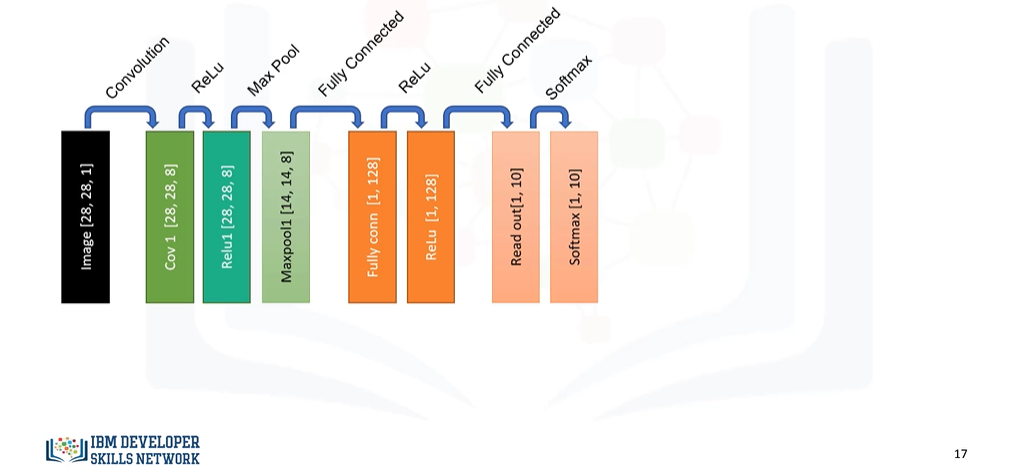 Convolution
ReLu
Max Pool
Fully Connected
ReLu
Fully Connected
Softmax
Image [28, 28, 1]
Cov 1 [28, 28, 8]
Relu1 [28, 28, 8]
Maxpool1 [14, 14, 8]
Fully conn [1, 128]
ReLu [1, 128]
Read out[1, 10]
Softmax [1, 10]
IBM DEVELOPER
SKILLS NETWORK
17